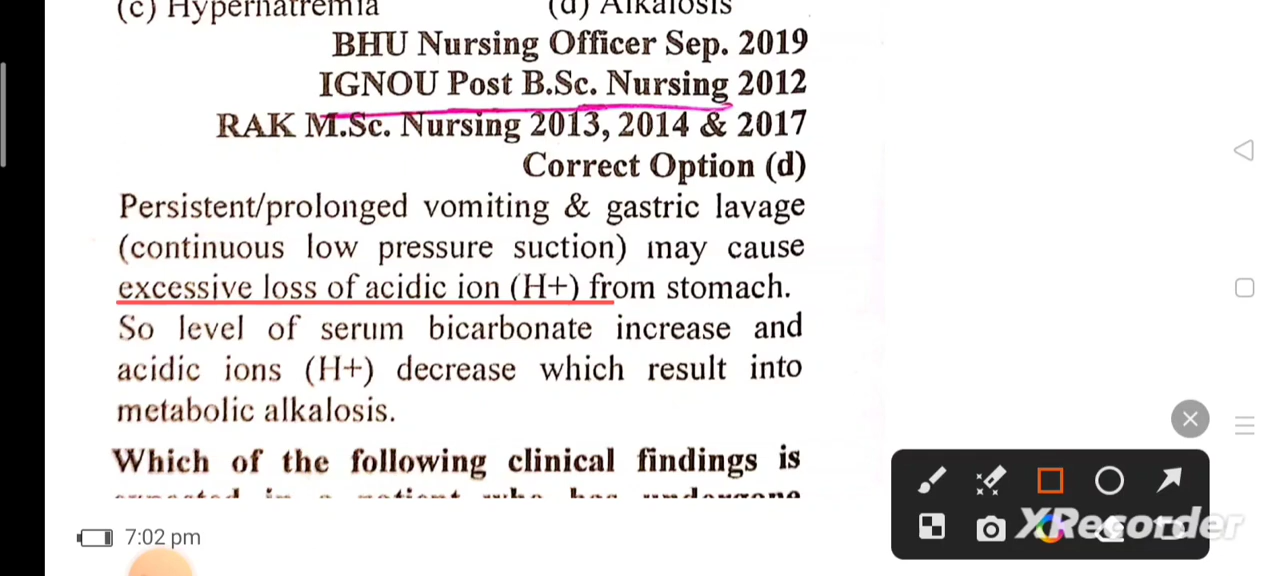 (c) Hypernatremia (d) Alkalosis
BHU Nursing Officer Sep. 2019
IGNOU Post B.Sc. Nursing 2012
RAK M.Sc. Nursing 2013, 2014 & 2017
Correct Option (d)
Persistent/prolonged vomiting & gastric lavage
(continuous low pressure suction) may cause
excessive loss of acidic ion (H+) from stomach.
So level of serum bicarbonate increase and
acidic ions (H+) decrease which result into
metabolic alkalosis.
Which of the following clinical findings is
7:02 pm
XRecorder